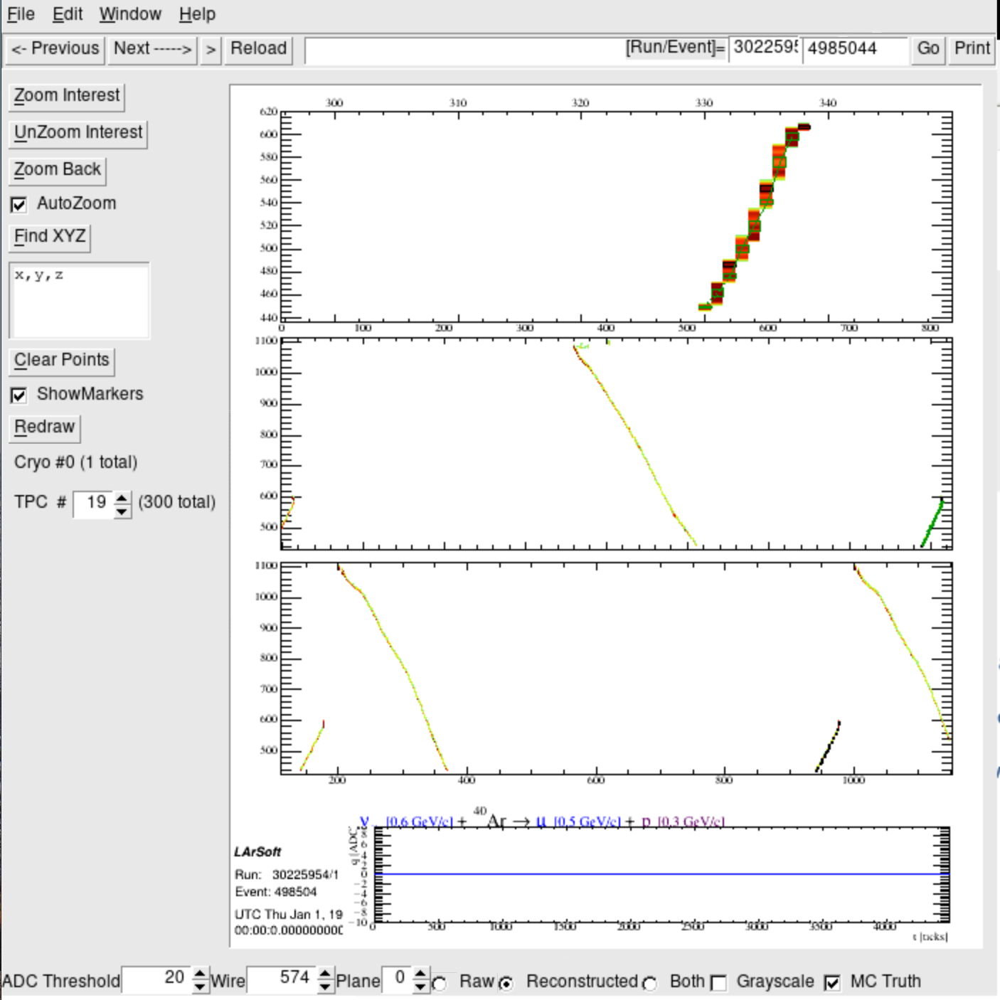 File Edit Window Help
<- Previous Next -----> > Reload [Run/Event]= 3022595 4985044 Go Print
Zoom Interest
UnZoom Interest
Zoom Back
AutoZoom
Find XYZ
x,y,z
Clear Points
ShowMarkers
Redraw
Cryo #0 (1 total)
TPC # 19 (300 total)
300 310 320 330 340
620
600
580
560
540
520
500
480
460
440
0 100 200 300 400 500 600 700 800
1100
1000
900
800
700
600
500
1100
1000
900
800
700
600
500
200 400 600 800 1000
ν [0.6 GeV/c] + 40Ar → μ [0.5 GeV/c] + p [0.3 GeV/c]
LArSoft
Run: 30225954/1
Event: 498504
UTC Thu Jan 1, 19
00:00:0.000000000
q [ADC]
8
6
4
2
0
−2
−4
−6
−8
−10
0 500 1000 1500 2000 2500 3000 3500 4000
t [ticks]
ADC Threshold 20 Wire 574 Plane 0 Raw Reconstructed Both Grayscale MC Truth